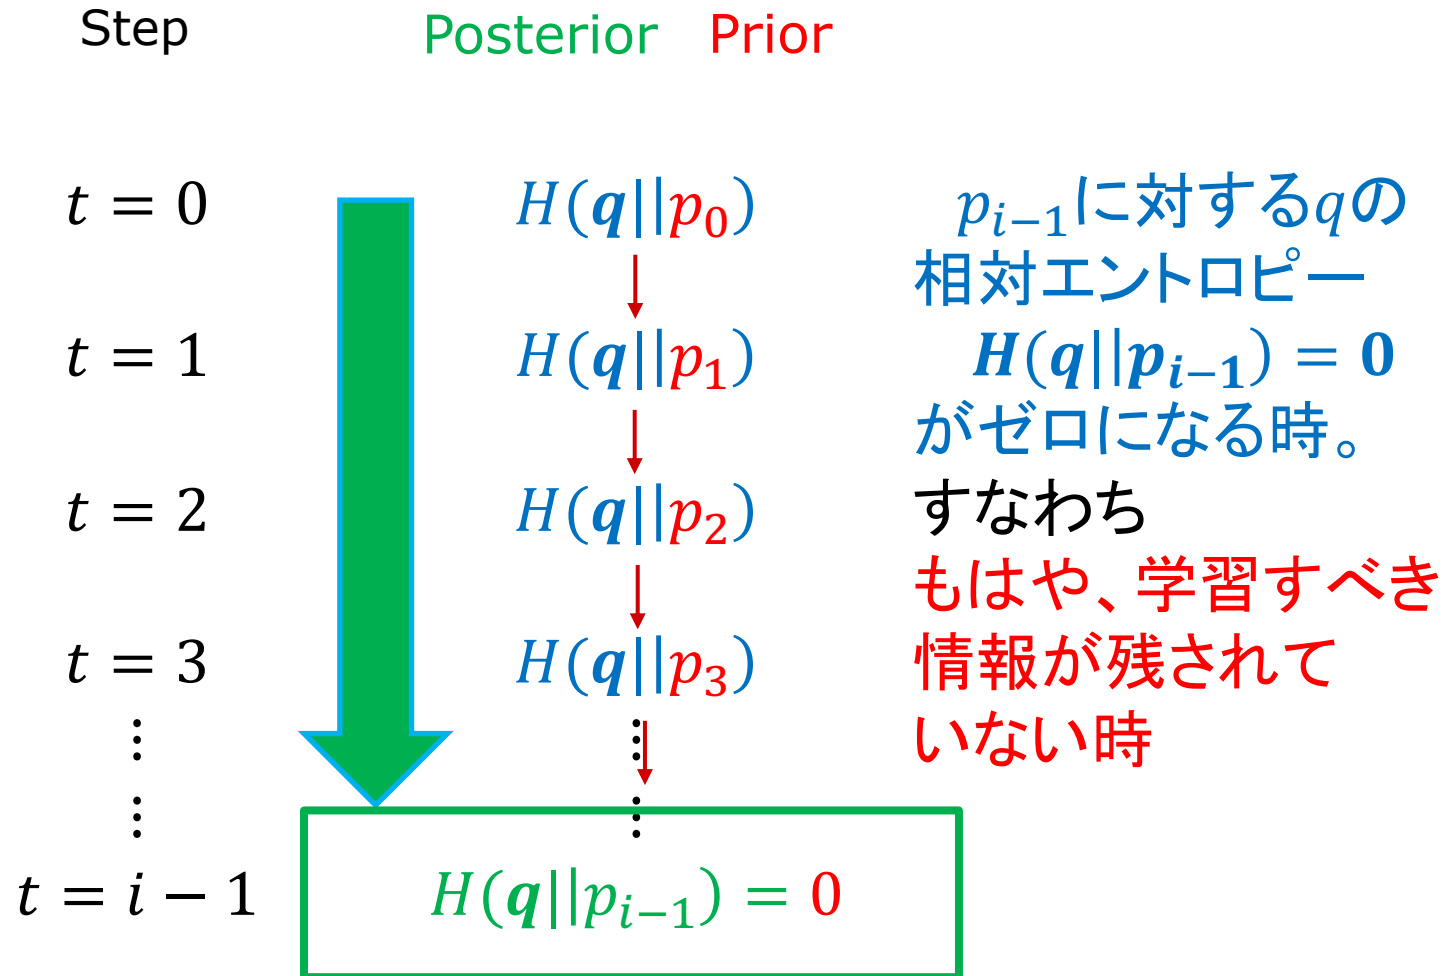 Step Posterior Prior
t = 0 H(q||p₀)
t = 1 H(q||p₁)
t = 2 H(q||p₂)
t = 3 H(q||p₃)
⋮ ⋮
⋮ ⋮
t = i − 1 H(q||pᵢ₋₁) = 0
pᵢ₋₁に対するqの
相対エントロピー
H(q||pᵢ₋₁) = 0
がゼロになる時。
すなわち
もはや、学習すべき
情報が残されて
いない時